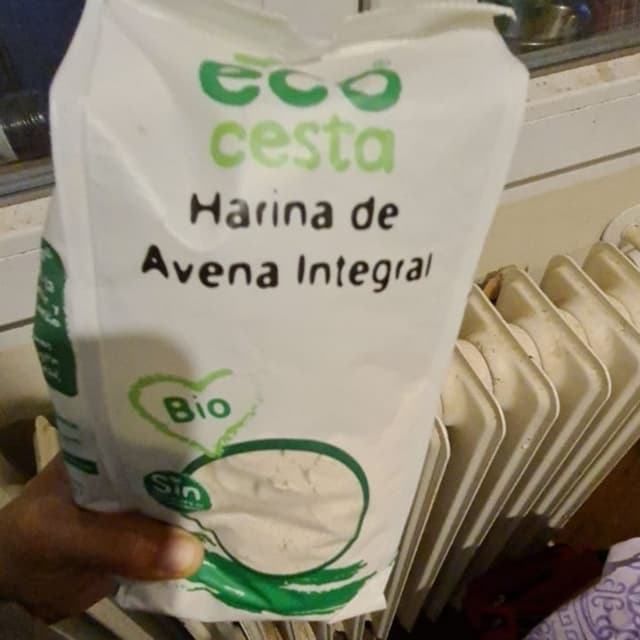 eco
cesta
Harina de
Avena Integral
Bio
Sin